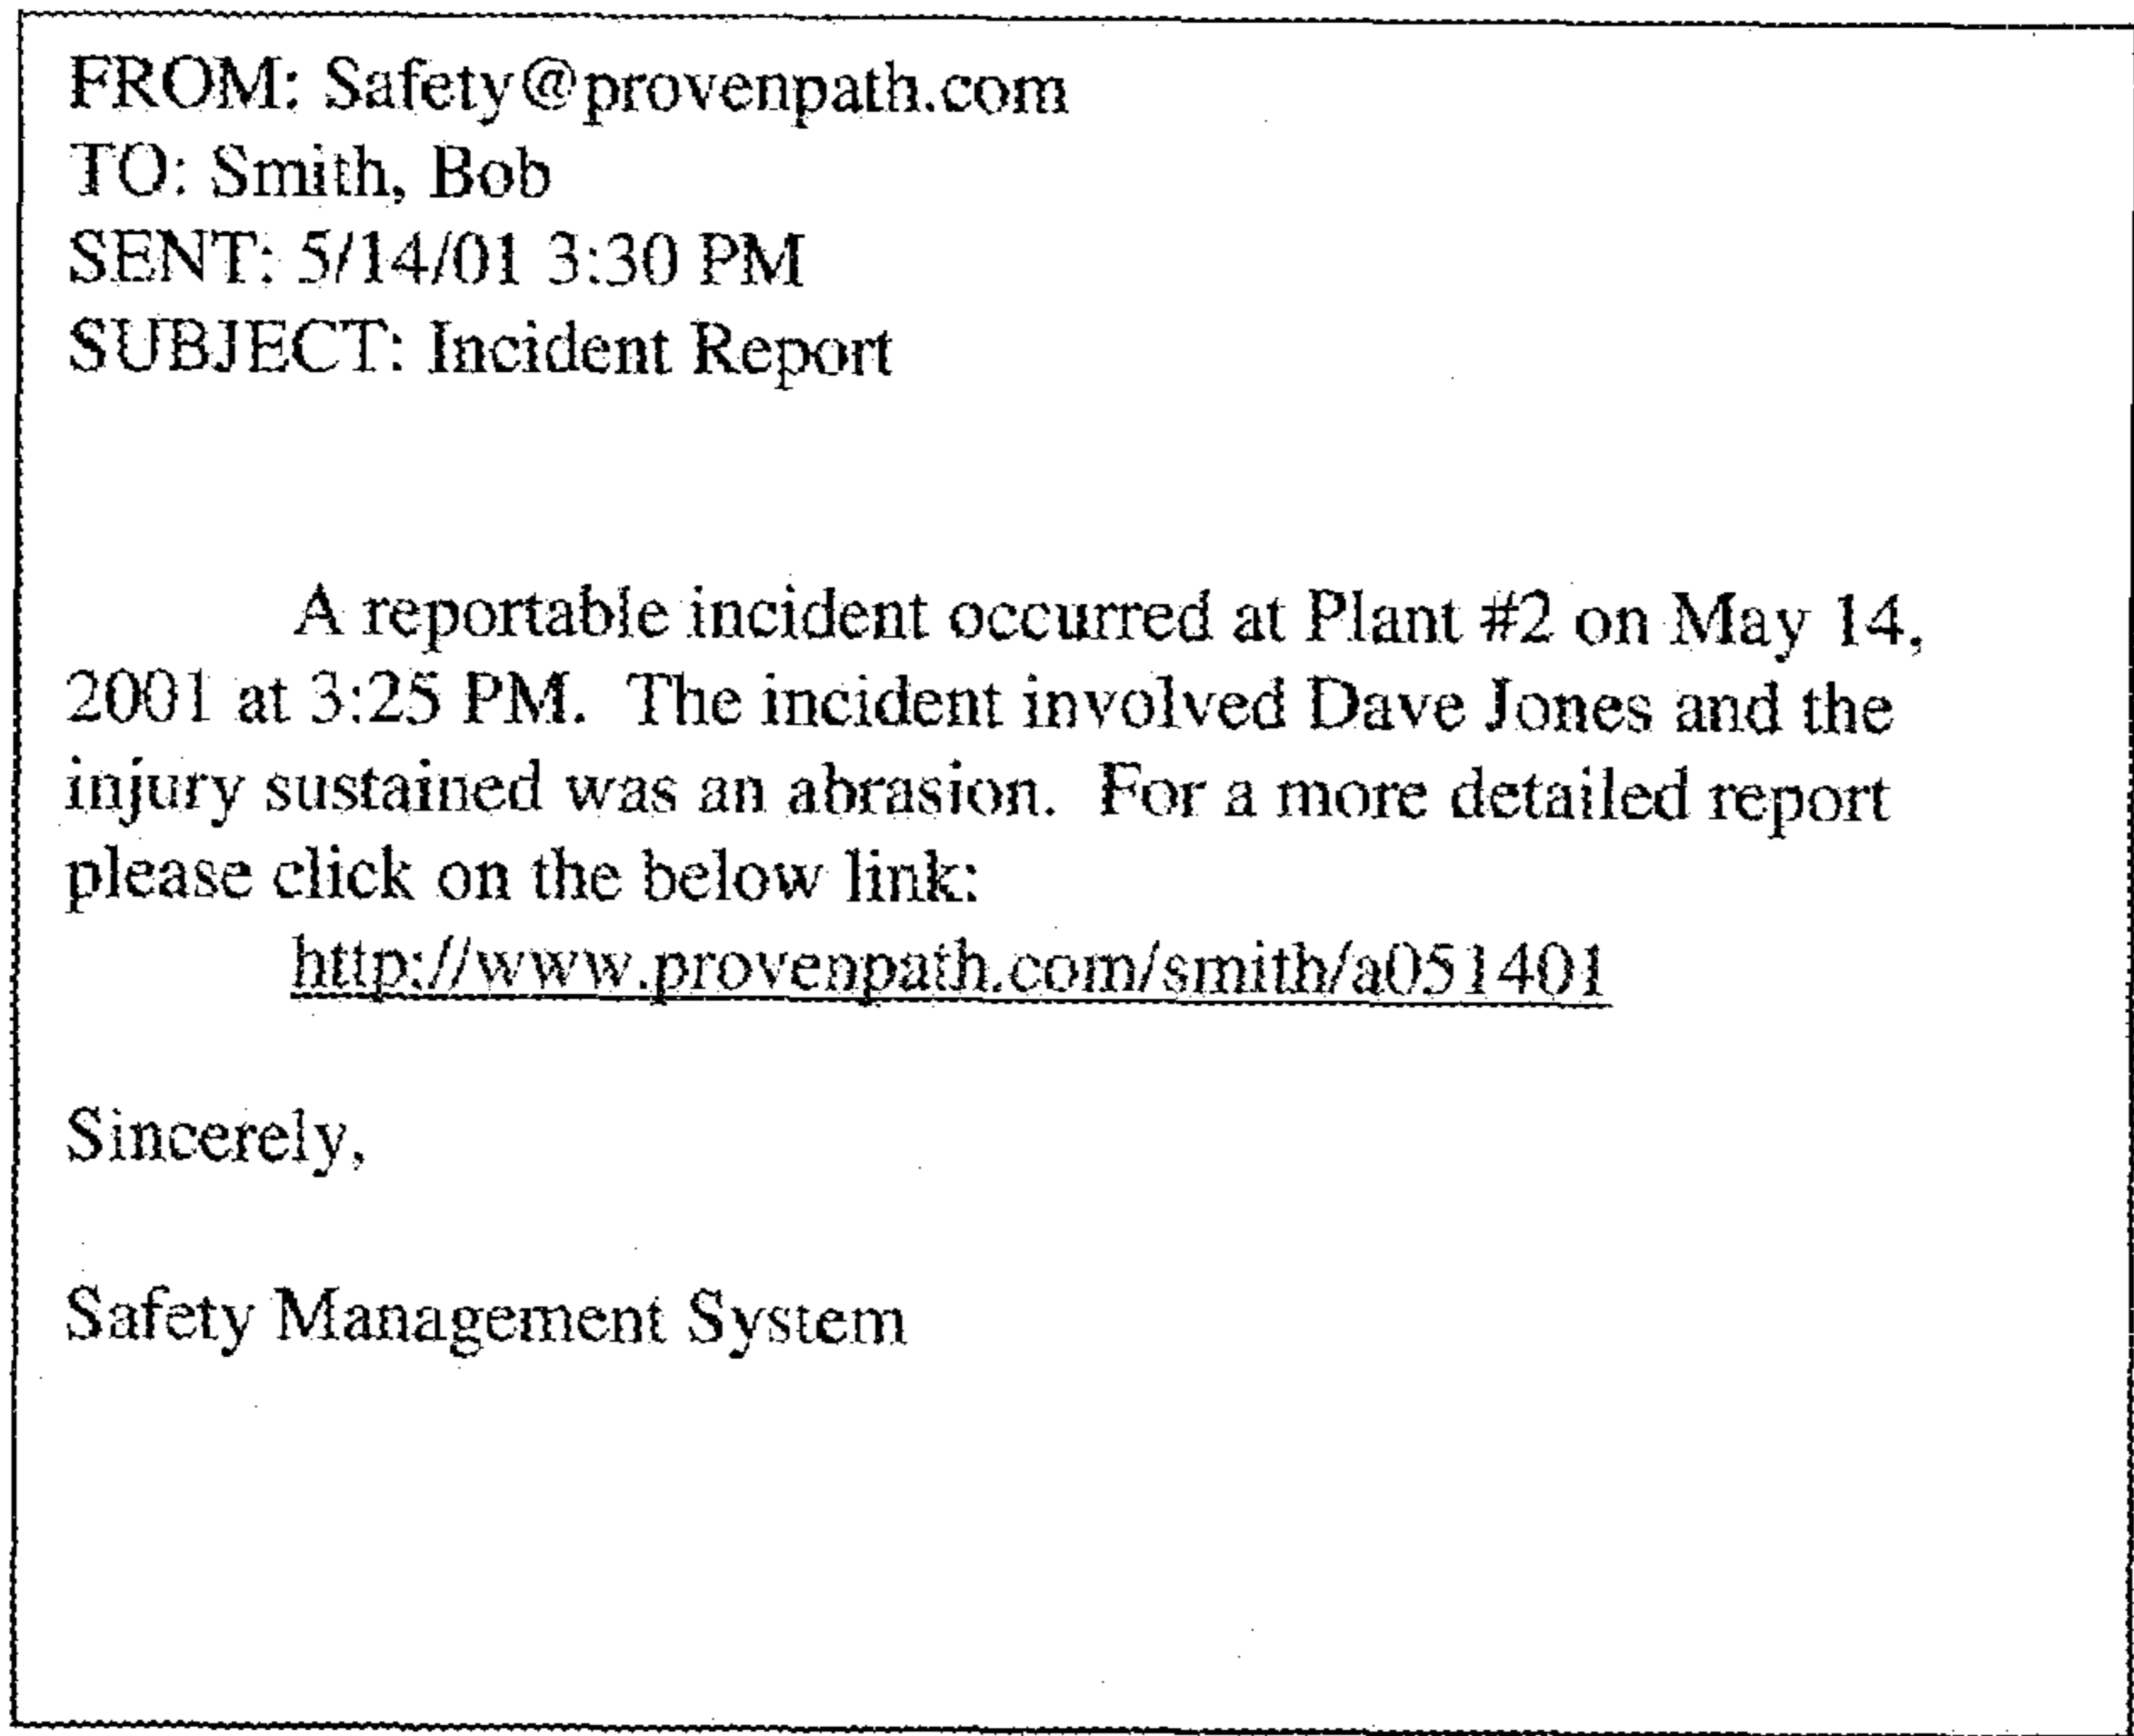 FROM: Safety@provenpath.com
TO: Smith, Bob
SENT: 5/14/01 3:30 PM
SUBJECT: Incident Report
A reportable incident occurred at Plant #2 on May 14,
2001 at 3:25 PM. The incident involved Dave Jones and the
injury sustained was an abrasion. For a more detailed report
please click on the below link:
http://www.provenpath.com/smith/a051401
Sincerely,
Safety Management System